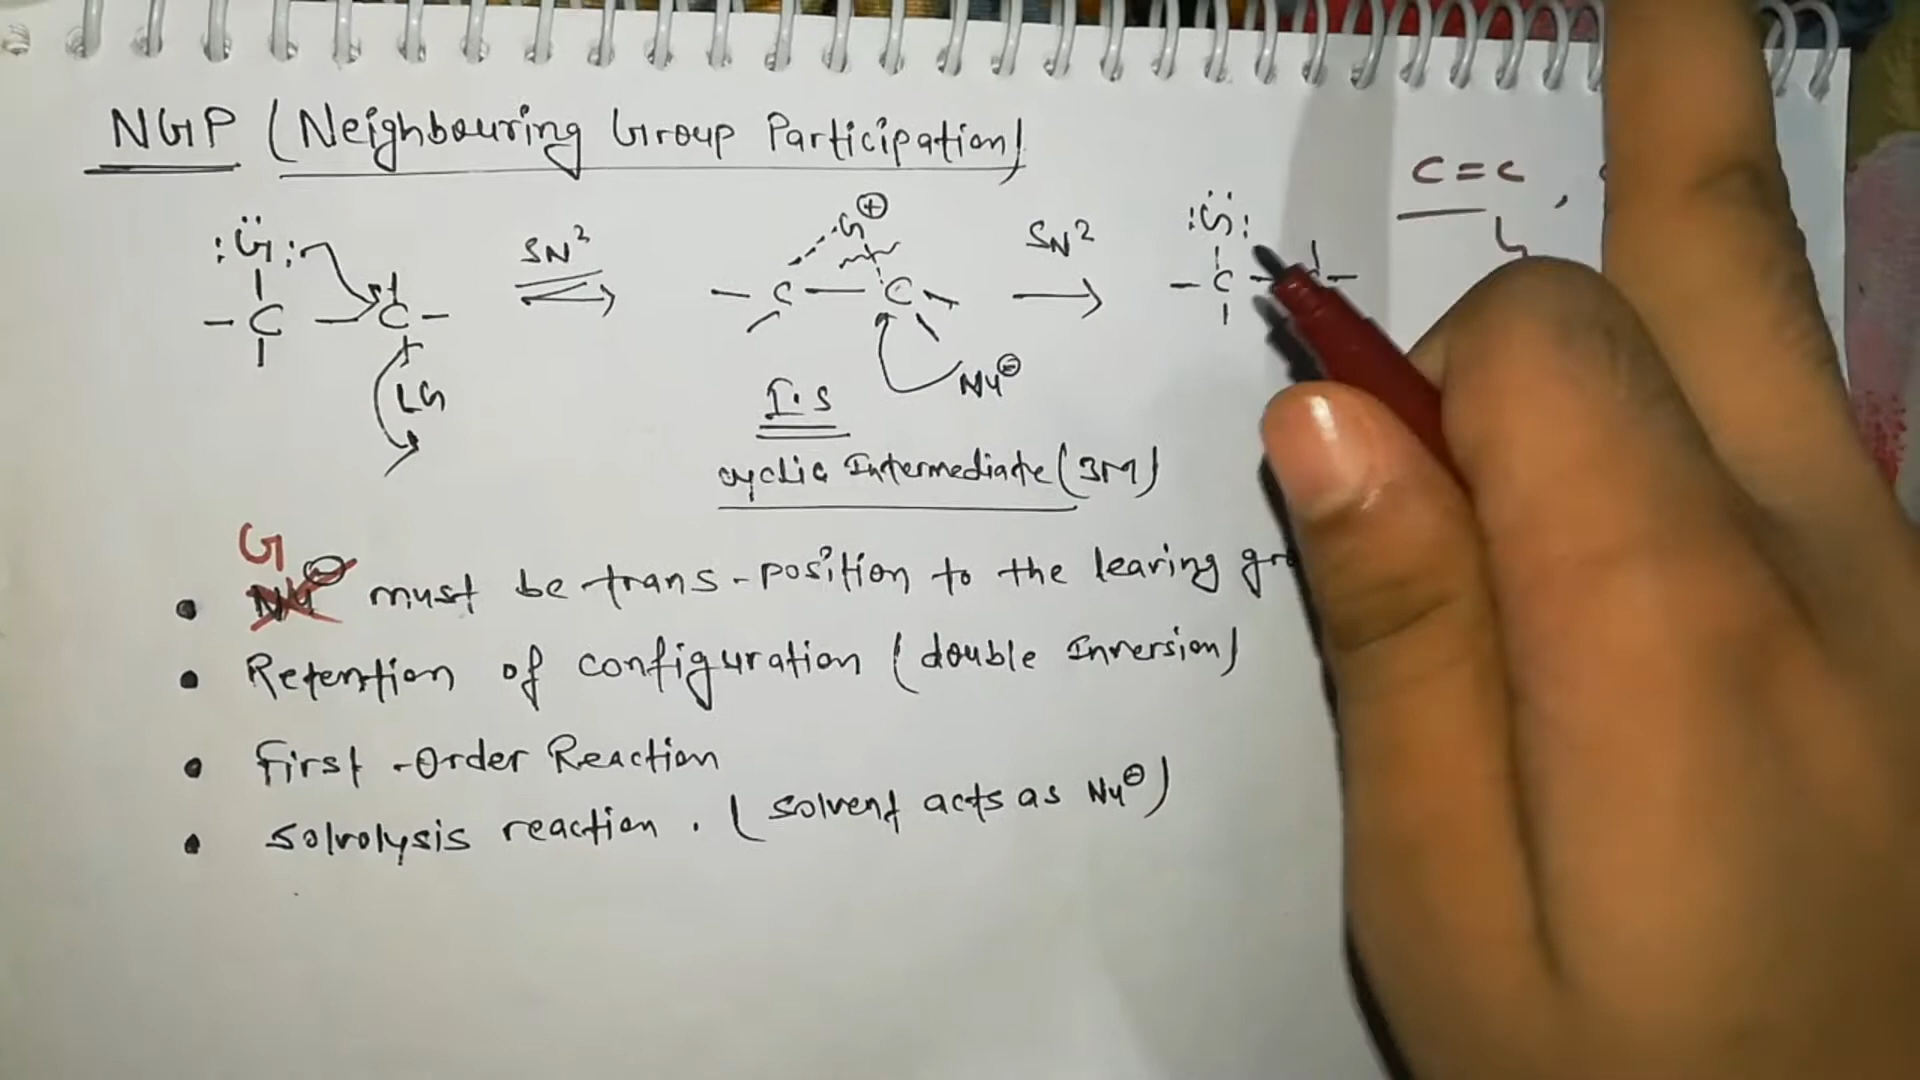 NGP (Neighbouring Group Participation)
:G̈: SN² G⊕ SN² :G̈: C=C ,
– C – C – – C – C – – C – C –
LG Nu⊖
I.S
cyclic Intermediate (3M)
G
Nu⊖
• must be trans-position to the leaving
• Retention of configuration (double Inversion)
• First-Order Reaction
• solvolysis reaction. (solvent acts as Nu⊖)